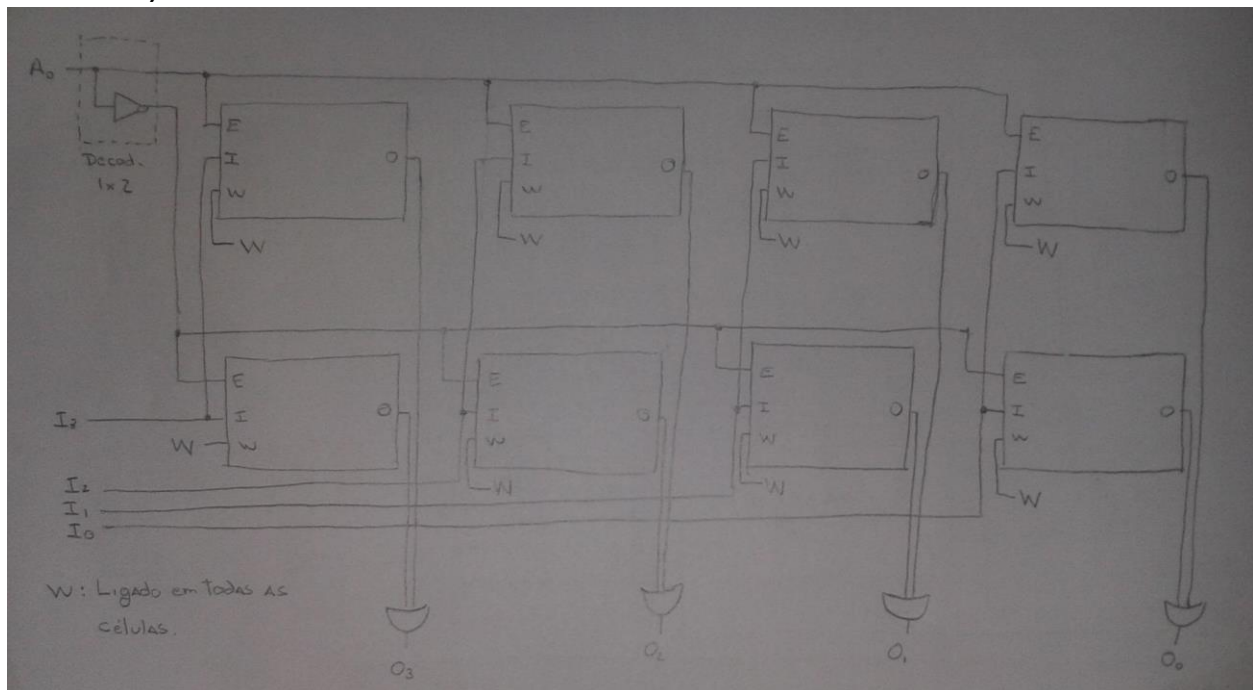 A₀
Decod.
1x2
E
I
W
O
W
E
I
W
O
W
E
I
W
O
W
E
I
W
O
W
I₃
E
I
W
O
W
E
I
W
O
W
E
I
W
O
W
E
I
W
O
W
I₂
I₁
I₀
W: Ligado em todas as
células.
O₃
O₂
O₁
O₀